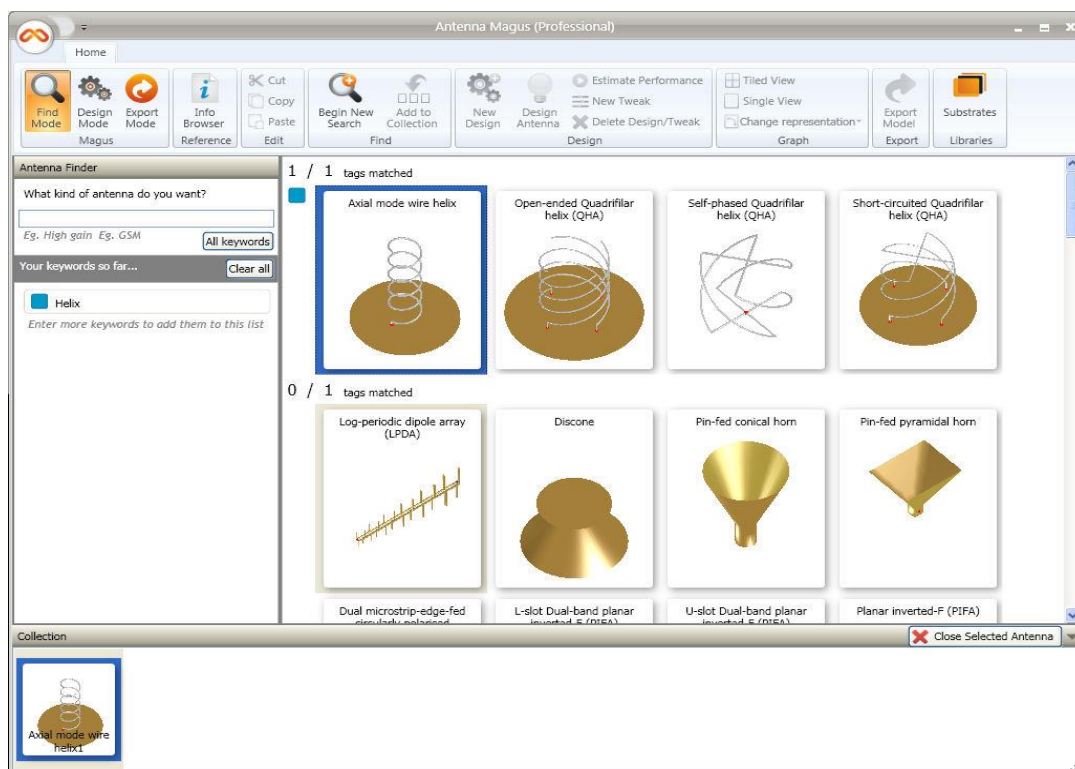 Antenna Magus (Professional)
Home
Find Mode
Design Mode
Export Mode
Magus
Info Browser
Reference
Cut
Copy
Paste
Edit
Begin New Search
Add to Collection
Find
New Design
Design Antenna
Estimate Performance
New Tweak
Delete Design/Tweak
Design
Tiled View
Single View
Change representation
Graph
Export Model
Export
Substrates
Libraries
Antenna Finder
What kind of antenna do you want?
Eg. High gain Eg. GSM
All keywords
Your keywords so far...
Clear all
Helix
Enter more keywords to add them to this list
1 / 1 tags matched
Axial mode wire helix
Open-ended Quadrifilar
helix (QHA)
Self-phased Quadrifilar
helix (QHA)
Short-circuited Quadrifilar
helix (QHA)
0 / 1 tags matched
Log-periodic dipole array
(LPDA)
Discone
Pin-fed conical horn
Pin-fed pyramidal horn
Dual microstrip-edge-fed
circularly polarised
L-slot Dual-band planar
inverted-F (PIFA)
U-slot Dual-band planar
inverted-F (PIFA)
Planar inverted-F (PIFA)
Collection
Close Selected Antenna
Axial mode wire
helix1